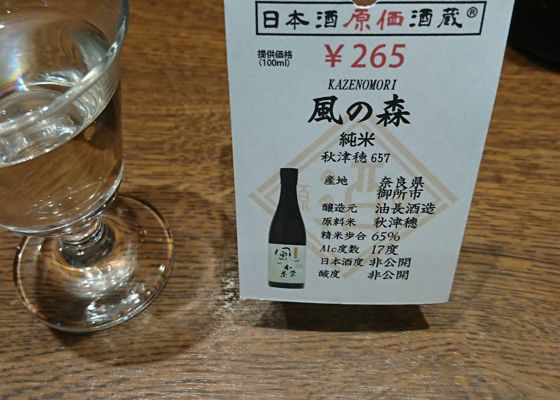 日本酒原価酒蔵®
提供価格 ￥265
(100ml)
KAZENOMORI
風の森
純米
秋津穂 657
産地 奈良県
御所市
醸造元 油長酒造
原料米 秋津穂
精米歩合 65%
Alc度数 17度
日本酒度 非公開
酸度 非公開
風の森